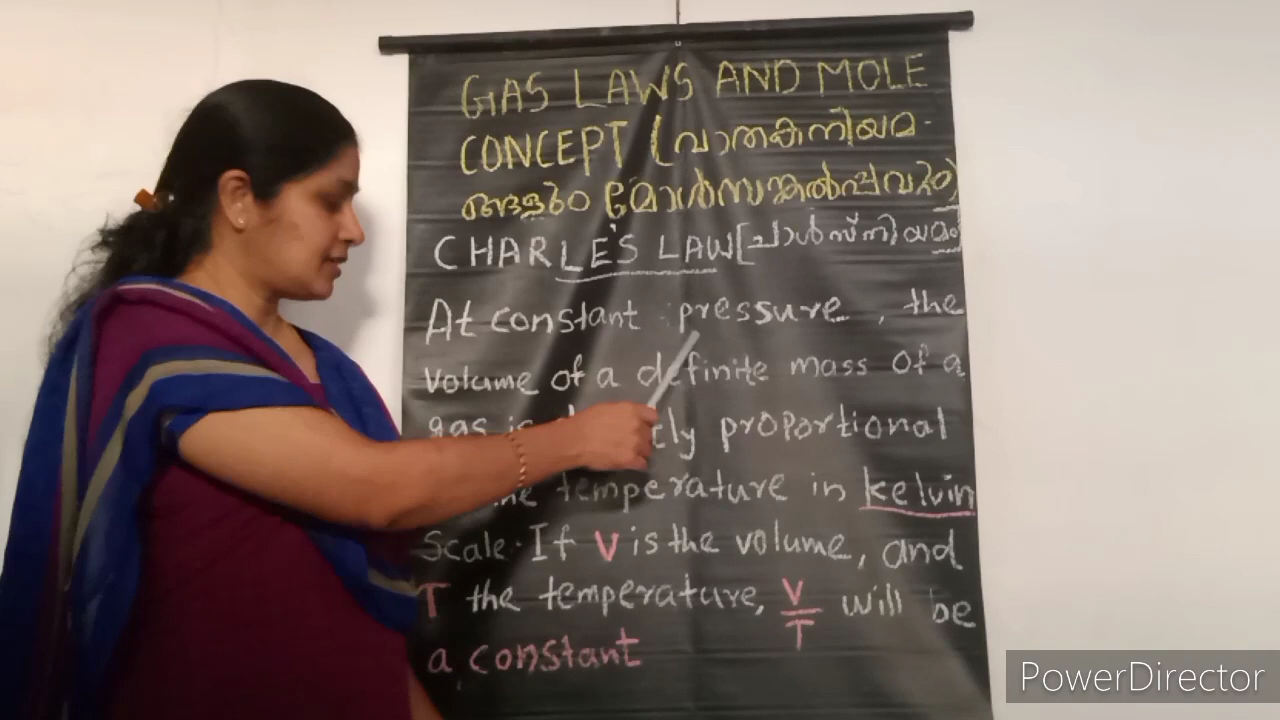 GAS LAWS AND MOLE
CONCEPT (വാതകനിയമ-
ങ്ങളും മോൾസങ്കൽപ്പവും)
CHARLE'S LAW[ചാൾസ്നിയമം]
At constant pressure, the
volume of a definite mass of a
gas is proportional
temperature in kelvin
Scale. If V is the volume, and
T the temperature, V/T will be
a constant
PowerDirector